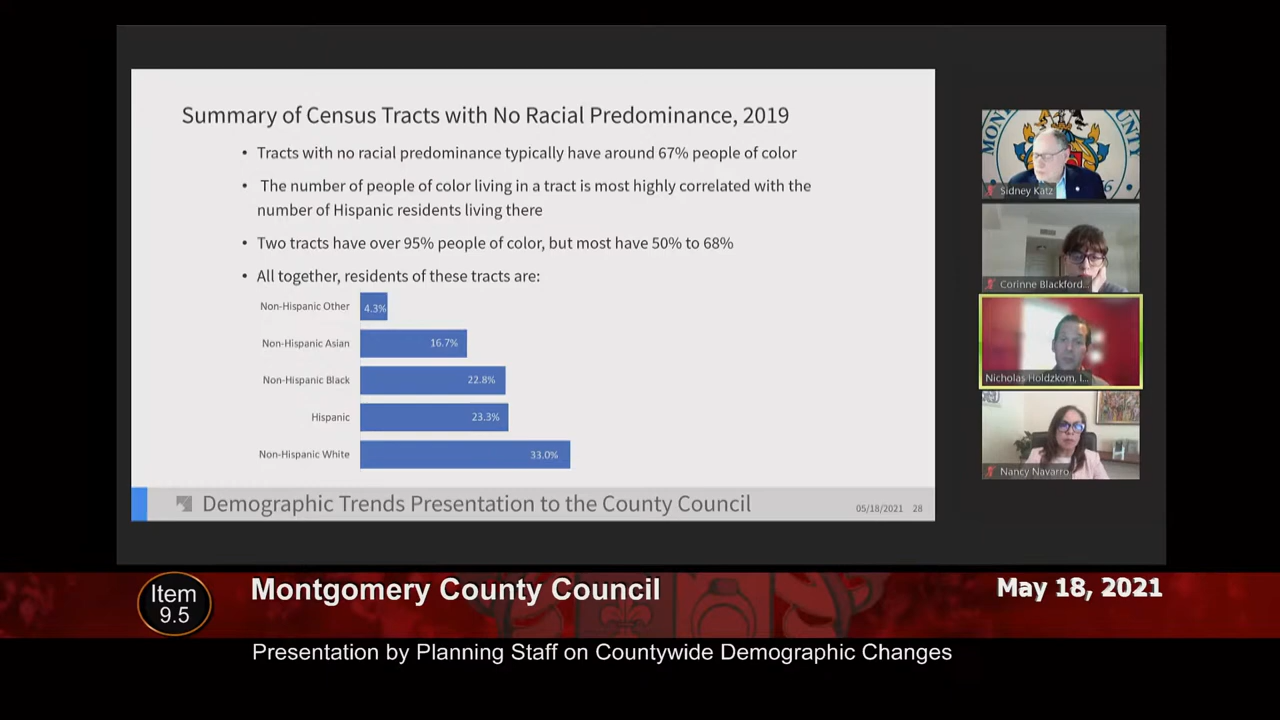 Summary of Census Tracts with No Racial Predominance, 2019
• Tracts with no racial predominance typically have around 67% people of color
• The number of people of color living in a tract is most highly correlated with the
number of Hispanic residents living there
• Two tracts have over 95% people of color, but most have 50% to 68%
• All together, residents of these tracts are:
Non-Hispanic Other 4.3%
Non-Hispanic Asian 16.7%
Non-Hispanic Black 22.8%
Hispanic 23.3%
Non-Hispanic White 33.0%
Demographic Trends Presentation to the County Council
05/18/2021 28
Sidney Katz
Corinne Blackford...
Nicholas Holdzkom, I...
Nancy Navarro
Item
9.5
Montgomery County Council
May 18, 2021
Presentation by Planning Staff on Countywide Demographic Changes